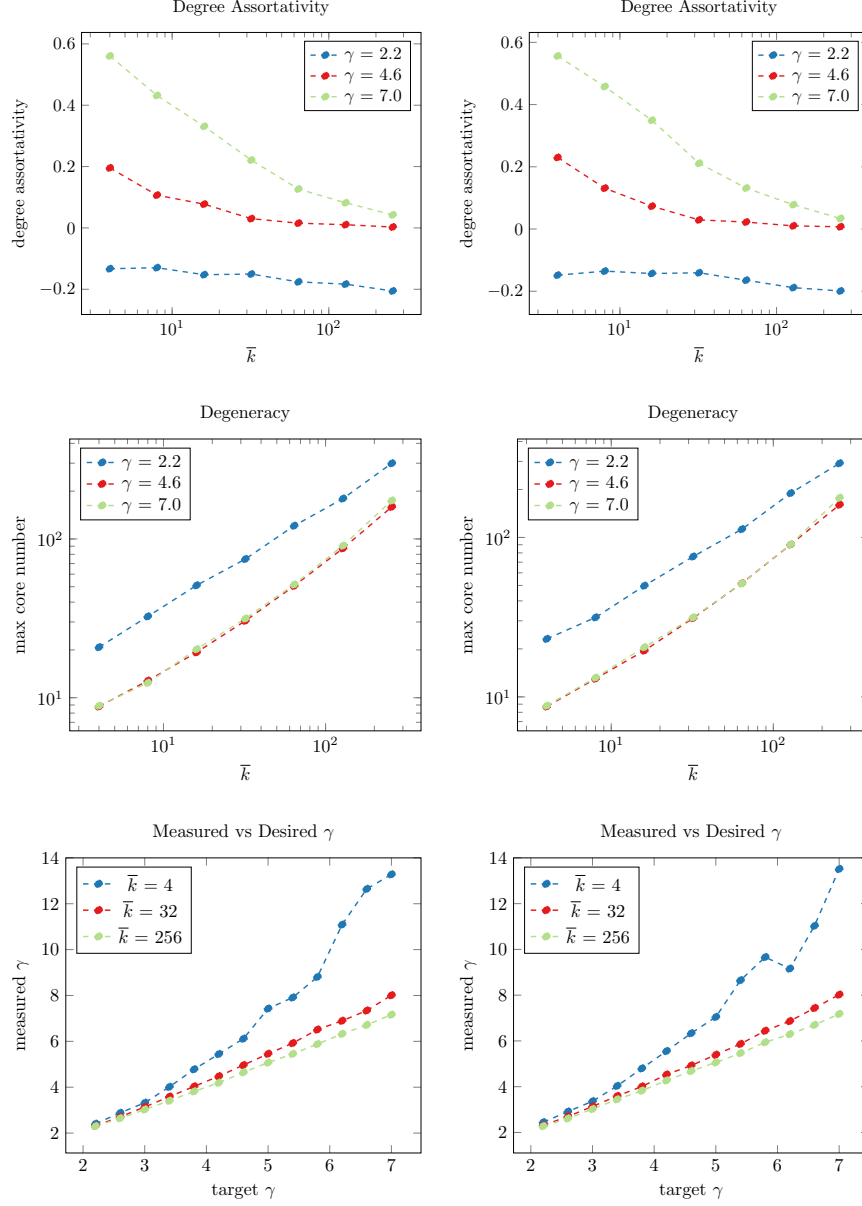 Degree Assortativity
0.6
0.4
0.2
0
−0.2
degree assortativity
γ = 2.2
γ = 4.6
γ = 7.0
10^1
10^2
k̄
Degree Assortativity
0.6
0.4
0.2
0
−0.2
degree assortativity
γ = 2.2
γ = 4.6
γ = 7.0
10^1
10^2
k̄
Degeneracy
10^2
10^1
max core number
γ = 2.2
γ = 4.6
γ = 7.0
10^1
10^2
k̄
Degeneracy
10^2
10^1
max core number
γ = 2.2
γ = 4.6
γ = 7.0
10^1
10^2
k̄
Measured vs Desired γ
14
12
10
8
6
4
2
measured γ
k̄ = 4
k̄ = 32
k̄ = 256
2 3 4 5 6 7
target γ
Measured vs Desired γ
14
12
10
8
6
4
2
measured γ
k̄ = 4
k̄ = 32
k̄ = 256
2 3 4 5 6 7
target γ